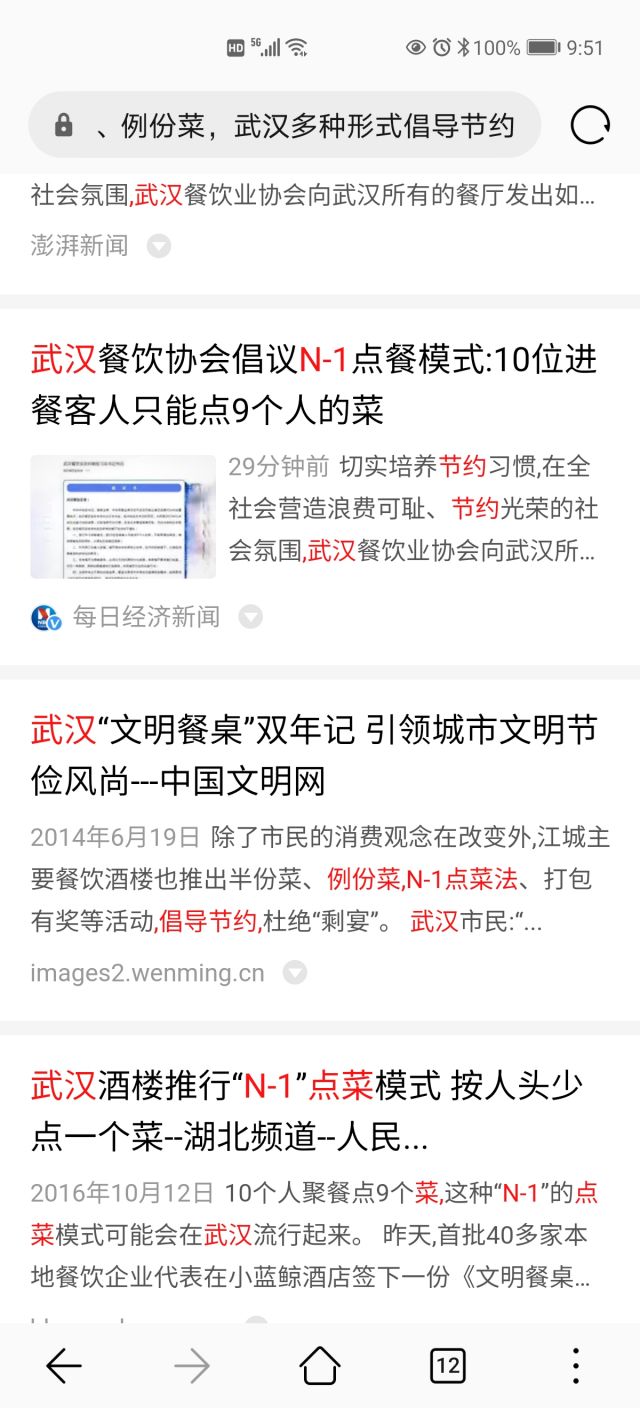 HD 5G 100% 9:51
、例份菜，武汉多种形式倡导节约
社会氛围,武汉餐饮业协会向武汉所有的餐厅发出如...
澎湃新闻
武汉餐饮协会倡议N-1点餐模式:10位进
餐客人只能点9个人的菜
29分钟前 切实培养节约习惯,在全
社会营造浪费可耻、节约光荣的社
会氛围,武汉餐饮业协会向武汉所...
每日经济新闻
武汉“文明餐桌”双年记 引领城市文明节
俭风尚---中国文明网
2014年6月19日 除了市民的消费观念在改变外,江城主
要餐饮酒楼也推出半份菜、例份菜,N-1点菜法、打包
有奖等活动,倡导节约,杜绝“剩宴”。 武汉市民:“...
images2.wenming.cn
武汉酒楼推行“N-1”点菜模式 按人头少
点一个菜--湖北频道--人民...
2016年10月12日 10个人聚餐点9个菜,这种“N-1”的点
菜模式可能会在武汉流行起来。 昨天,首批40多家本
地餐饮企业代表在小蓝鲸酒店签下一份《文明餐桌...
12